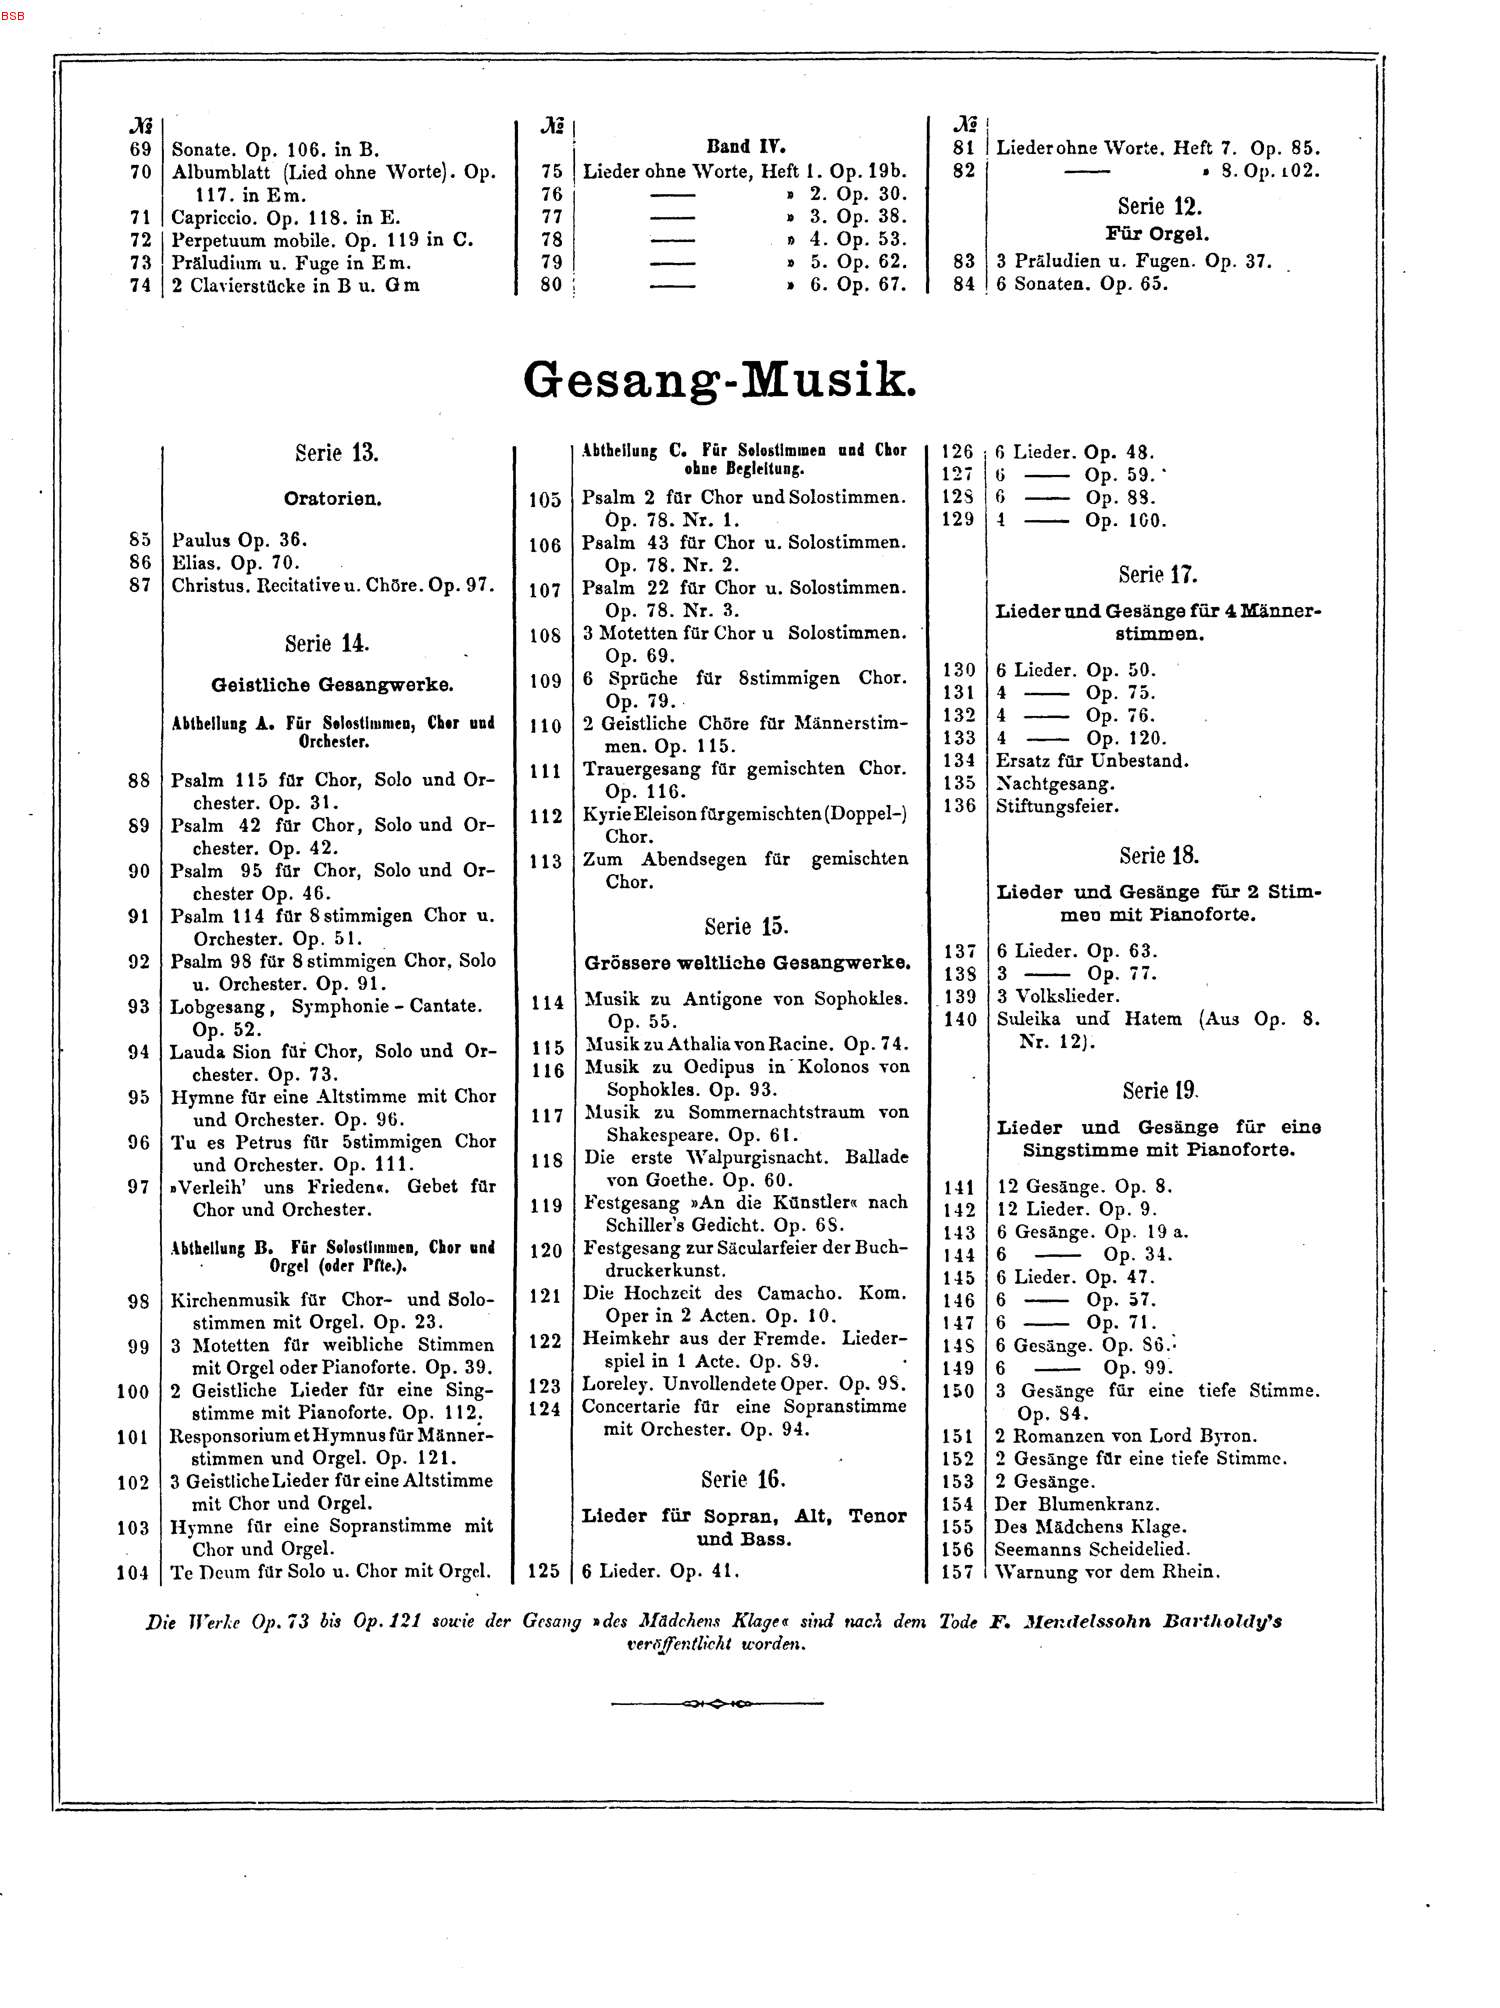 BSB
№
69 Sonate. Op. 106. in B.
70 Albumblatt (Lied ohne Worte). Op.
117. in Em.
71 Capriccio. Op. 118. in E.
72 Perpetuum mobile. Op. 119 in C.
73 Präludium u. Fuge in Em.
74 2 Clavierstücke in B u. Gm
№
Band IV.
75 Lieder ohne Worte, Heft 1. Op. 19b.
76 —— » 2. Op. 30.
77 —— » 3. Op. 38.
78 —— » 4. Op. 53.
79 —— » 5. Op. 62.
80 —— » 6. Op. 67.
№
81 Lieder ohne Worte. Heft 7. Op. 85.
82 —— » 8. Op. 102.
Serie 12.
Für Orgel.
83 3 Präludien u. Fugen. Op. 37.
84 6 Sonaten. Op. 65.
Gesang-Musik.
Serie 13.
Oratorien.
85 Paulus Op. 36.
86 Elias. Op. 70.
87 Christus. Recitative u. Chöre. Op. 97.
Serie 14.
Geistliche Gesangwerke.
Abtheilung A. Für Solostimmen, Chor und
Orchester.
88 Psalm 115 für Chor, Solo und Or-
chester. Op. 31.
89 Psalm 42 für Chor, Solo und Or-
chester. Op. 42.
90 Psalm 95 für Chor, Solo und Or-
chester Op. 46.
91 Psalm 114 für 8 stimmigen Chor u.
Orchester. Op. 51.
92 Psalm 98 für 8 stimmigen Chor, Solo
u. Orchester. Op. 91.
93 Lobgesang, Symphonie-Cantate.
Op. 52.
94 Lauda Sion für Chor, Solo und Or-
chester. Op. 73.
95 Hymne für eine Altstimme mit Chor
und Orchester. Op. 96.
96 Tu es Petrus für 5stimmigen Chor
und Orchester. Op. 111.
97 »Verleih' uns Frieden«. Gebet für
Chor und Orchester.
Abtheilung B. Für Solostimmen, Chor und
Orgel (oder Pfte.).
98 Kirchenmusik für Chor- und Solo-
stimmen mit Orgel. Op. 23.
99 3 Motetten für weibliche Stimmen
mit Orgel oder Pianoforte. Op. 39.
100 2 Geistliche Lieder für eine Sing-
stimme mit Pianoforte. Op. 112.
101 Responsorium et Hymnus für Männer-
stimmen und Orgel. Op. 121.
102 3 Geistliche Lieder für eine Altstimme
mit Chor und Orgel.
103 Hymne für eine Sopranstimme mit
Chor und Orgel.
104 Te Deum für Solo u. Chor mit Orgel.
Abtheilung C. Für Solostimmen und Chor
ohne Begleitung.
105 Psalm 2 für Chor und Solostimmen.
Op. 78. Nr. 1.
106 Psalm 43 für Chor u. Solostimmen.
Op. 78. Nr. 2.
107 Psalm 22 für Chor u. Solostimmen.
Op. 78. Nr. 3.
108 3 Motetten für Chor u Solostimmen.
Op. 69.
109 6 Sprüche für 8stimmigen Chor.
Op. 79.
110 2 Geistliche Chöre für Männerstim-
men. Op. 115.
111 Trauergesang für gemischten Chor.
Op. 116.
112 Kyrie Eleison für gemischten (Doppel-)
Chor.
113 Zum Abendsegen für gemischten
Chor.
Serie 15.
Grössere weltliche Gesangwerke.
114 Musik zu Antigone von Sophokles.
Op. 55.
115 Musik zu Athalia von Racine. Op. 74.
116 Musik zu Oedipus in Kolonos von
Sophokles. Op. 93.
117 Musik zu Sommernachtstraum von
Shakespeare. Op. 61.
118 Die erste Walpurgisnacht. Ballade
von Goethe. Op. 60.
119 Festgesang »An die Künstler« nach
Schiller's Gedicht. Op. 68.
120 Festgesang zur Säcularfeier der Buch-
druckerkunst.
121 Die Hochzeit des Camacho. Kom.
Oper in 2 Acten. Op. 10.
122 Heimkehr aus der Fremde. Lieder-
spiel in 1 Acte. Op. 89.
123 Loreley. Unvollendete Oper. Op. 98.
124 Concertarie für eine Sopranstimme
mit Orchester. Op. 94.
Serie 16.
Lieder für Sopran, Alt, Tenor
und Bass.
125 6 Lieder. Op. 41.
126 6 Lieder. Op. 48.
127 6 —— Op. 59.
128 6 —— Op. 88.
129 4 —— Op. 100.
Serie 17.
Lieder und Gesänge für 4 Männer-
stimmen.
130 6 Lieder. Op. 50.
131 4 —— Op. 75.
132 4 —— Op. 76.
133 4 —— Op. 120.
134 Ersatz für Unbestand.
135 Nachtgesang.
136 Stiftungsfeier.
Serie 18.
Lieder und Gesänge für 2 Stim-
men mit Pianoforte.
137 6 Lieder. Op. 63.
138 3 —— Op. 77.
139 3 Volkslieder.
140 Suleika und Hatem (Aus Op. 8.
Nr. 12).
Serie 19.
Lieder und Gesänge für eine
Singstimme mit Pianoforte.
141 12 Gesänge. Op. 8.
142 12 Lieder. Op. 9.
143 6 Gesänge. Op. 19 a.
144 6 —— Op. 34.
145 6 Lieder. Op. 47.
146 6 —— Op. 57.
147 6 —— Op. 71.
148 6 Gesänge. Op. 86.
149 6 —— Op. 99.
150 3 Gesänge für eine tiefe Stimme.
Op. 84.
151 2 Romanzen von Lord Byron.
152 2 Gesänge für eine tiefe Stimme.
153 2 Gesänge.
154 Der Blumenkranz.
155 Des Mädchens Klage.
156 Seemanns Scheidelied.
157 Warnung vor dem Rhein.
Die Werke Op. 73 bis Op. 121 sowie der Gesang »des Mädchens Klage« sind nach dem Tode F. Mendelssohn Bartholdy's
veröffentlicht worden.